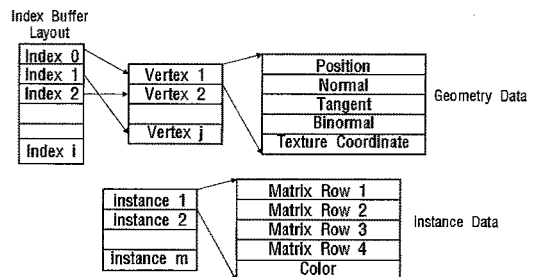 Index Buffer
Layout
Index 0
Index 1
Index 2
Index i
Vertex 1
Vertex 2
Vertex j
Position
Normal
Tangent
Binormal
Texture Coordinate
Geometry Data
Instance 1
Instance 2
Instance m
Matrix Row 1
Matrix Row 2
Matrix Row 3
Matrix Row 4
Color
Instance Data